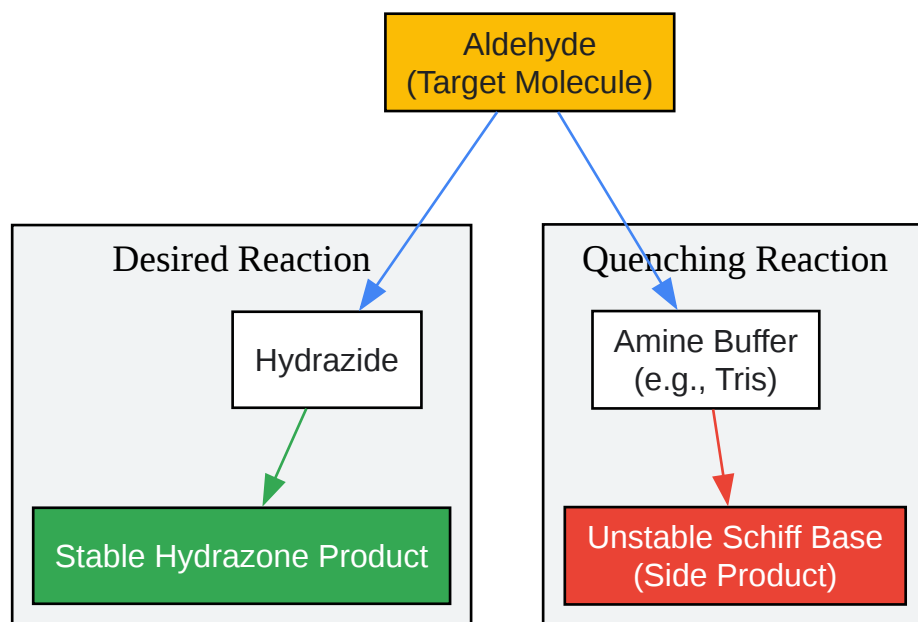 Aldehyde
(Target Molecule)
Desired Reaction
Hydrazide
Stable Hydrazone Product
Quenching Reaction
Amine Buffer
(e.g., Tris)
Unstable Schiff Base
(Side Product)